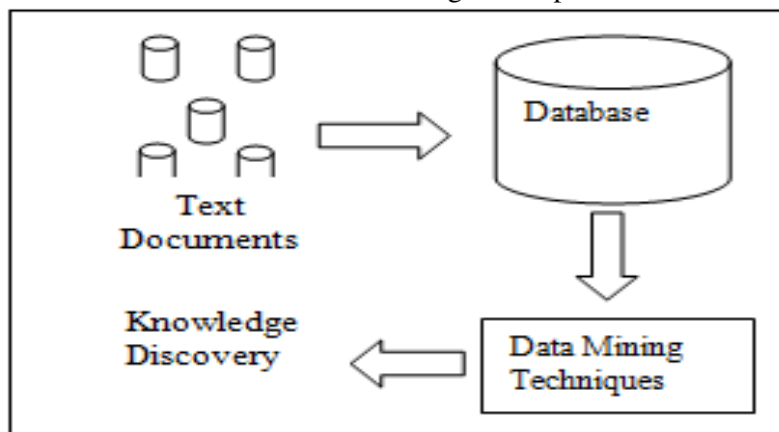 Database
Text
Documents
Knowledge
Discovery
Data Mining
Techniques